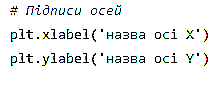 # Підписи осей
plt.xlabel('назва осі X')
plt.ylabel('назва осі Y')